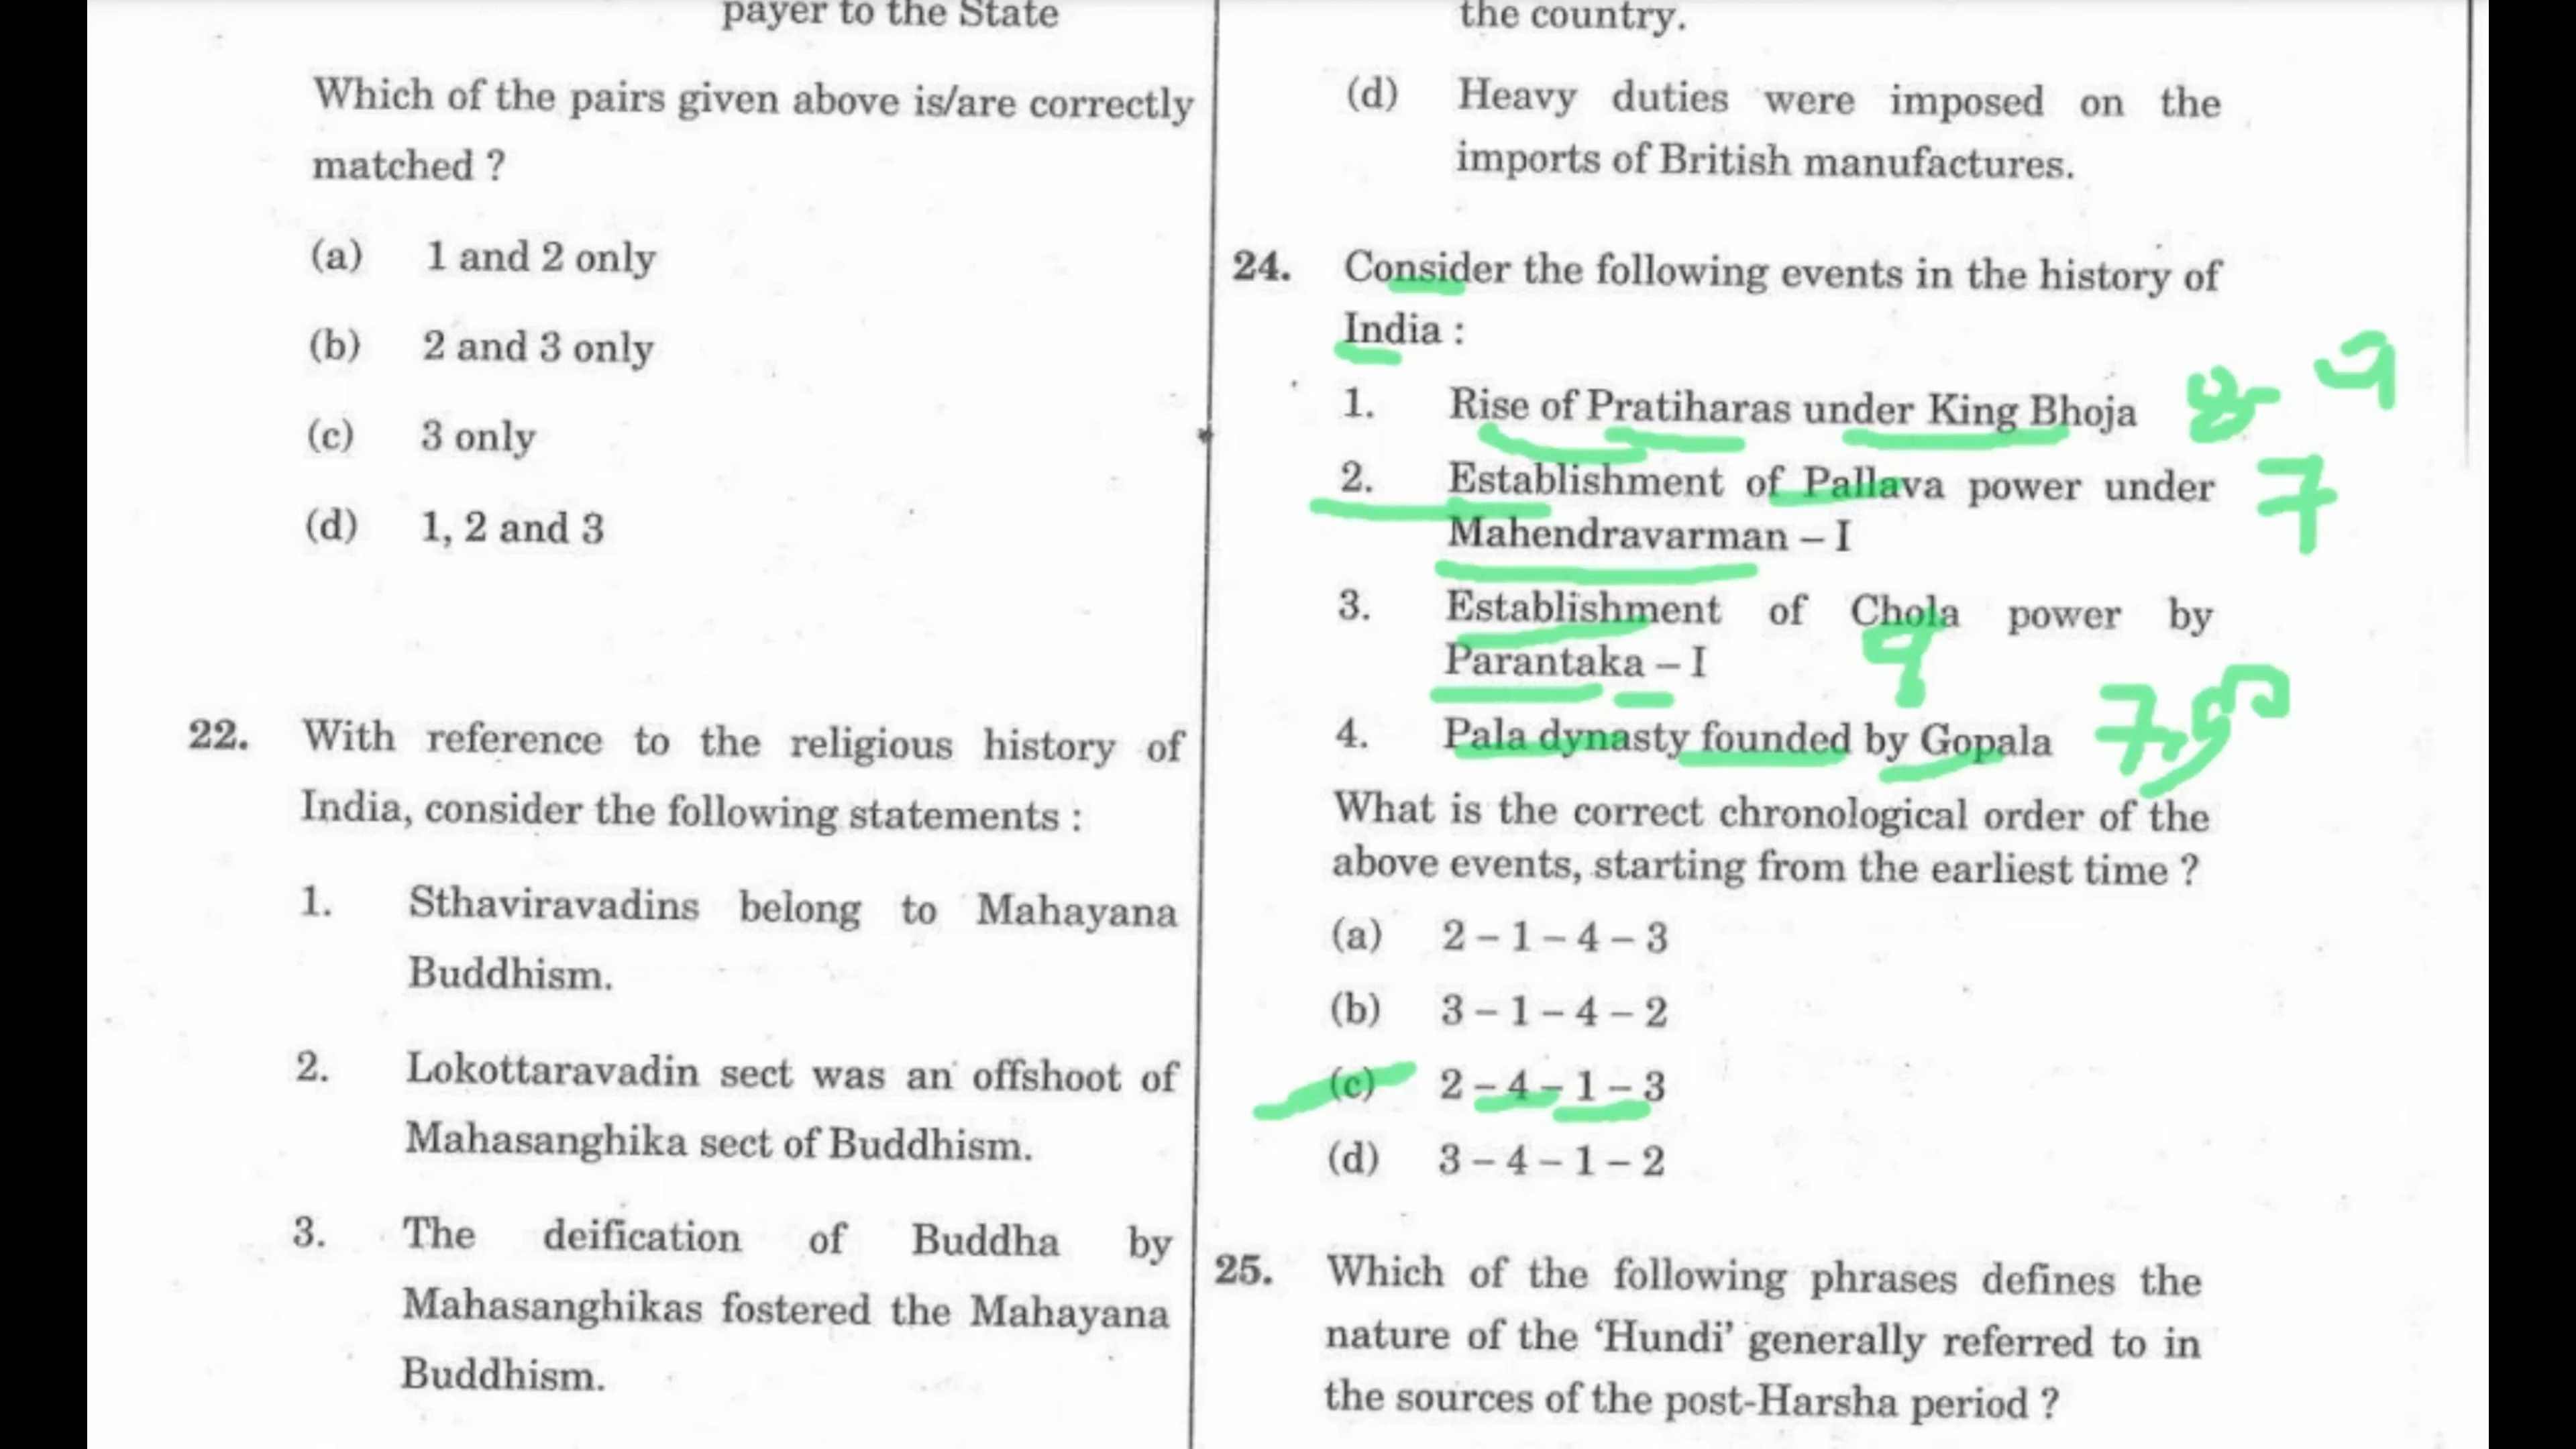 payer to the State
Which of the pairs given above is/are correctly
matched ?
(a) 1 and 2 only
(b) 2 and 3 only
(c) 3 only
(d) 1, 2 and 3
22. With reference to the religious history of
India, consider the following statements :
1. Sthaviravadins belong to Mahayana
Buddhism.
2. Lokottaravadin sect was an offshoot of
Mahasanghika sect of Buddhism.
3. The deification of Buddha by
Mahasanghikas fostered the Mahayana
Buddhism.
the country.
(d) Heavy duties were imposed on the
imports of British manufactures.
24. Consider the following events in the history of
India :
1. Rise of Pratiharas under King Bhoja
2. Establishment of Pallava power under 7
Mahendravarman – I
3. Establishment of Chola power by
Parantaka – I 9
4. Pala dynasty founded by Gopala
What is the correct chronological order of the
above events, starting from the earliest time ?
(a) 2 – 1 – 4 – 3
(b) 3 – 1 – 4 – 2
(c) 2 – 4 – 1 – 3
(d) 3 – 4 – 1 – 2
25. Which of the following phrases defines the
nature of the ‘Hundi’ generally referred to in
the sources of the post-Harsha period ?